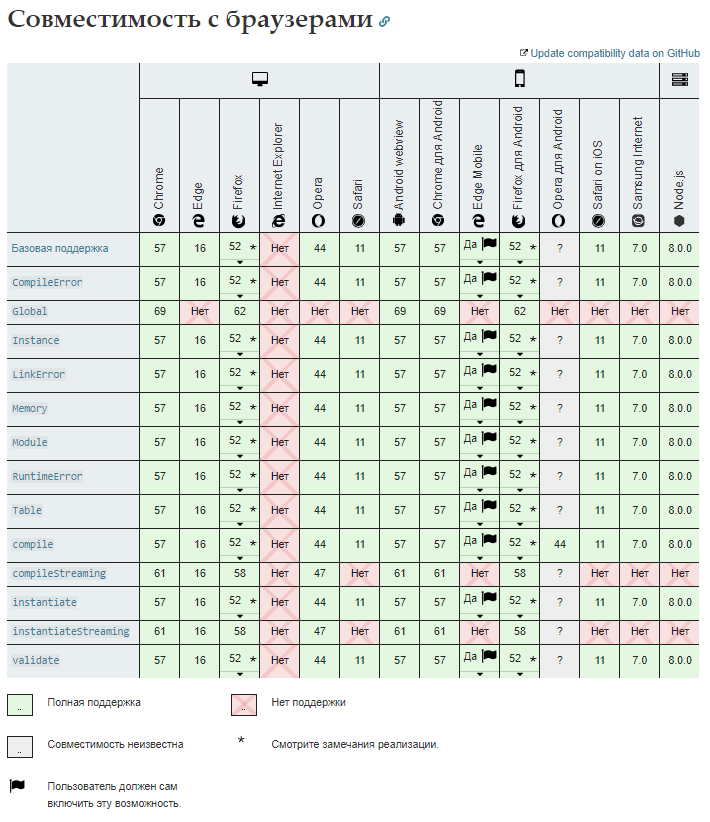 Совместимость с браузерами
Update compatibility data on GitHub
Chrome Edge Firefox Internet Explorer Opera Safari Android webview Chrome для Android Edge Mobile Firefox для Android Opera для Android Safari on iOS Samsung Internet Node.js
Базовая поддержка 57 16 52 * Нет 44 11 57 57 Да 52 * ? 11 7.0 8.0.0
CompileError 57 16 52 * Нет 44 11 57 57 Да 52 * ? 11 7.0 8.0.0
Global 69 Нет 62 Нет Нет Нет 69 69 Нет 62 Нет Нет Нет Нет
Instance 57 16 52 * Нет 44 11 57 57 Да 52 * ? 11 7.0 8.0.0
LinkError 57 16 52 * Нет 44 11 57 57 Да 52 * ? 11 7.0 8.0.0
Memory 57 16 52 * Нет 44 11 57 57 Да 52 * ? 11 7.0 8.0.0
Module 57 16 52 * Нет 44 11 57 57 Да 52 * ? 11 7.0 8.0.0
RuntimeError 57 16 52 * Нет 44 11 57 57 Да 52 * ? 11 7.0 8.0.0
Table 57 16 52 * Нет 44 11 57 57 Да 52 * ? 11 7.0 8.0.0
compile 57 16 52 * Нет 44 11 57 57 Да 52 * 44 11 7.0 8.0.0
compileStreaming 61 16 58 Нет 47 Нет 61 61 Нет 58 ? Нет Нет Нет
instantiate 57 16 52 * Нет 44 11 57 57 Да 52 * ? 11 7.0 8.0.0
instantiateStreaming 61 16 58 Нет 47 Нет 61 61 Нет 58 ? Нет Нет Нет
validate 57 16 52 * Нет 44 11 57 57 Да 52 * ? 11 7.0 8.0.0
.. Полная поддержка .. Нет поддержки
.. Совместимость неизвестна * Смотрите замечания реализации.
Пользователь должен сам
включить эту возможность.